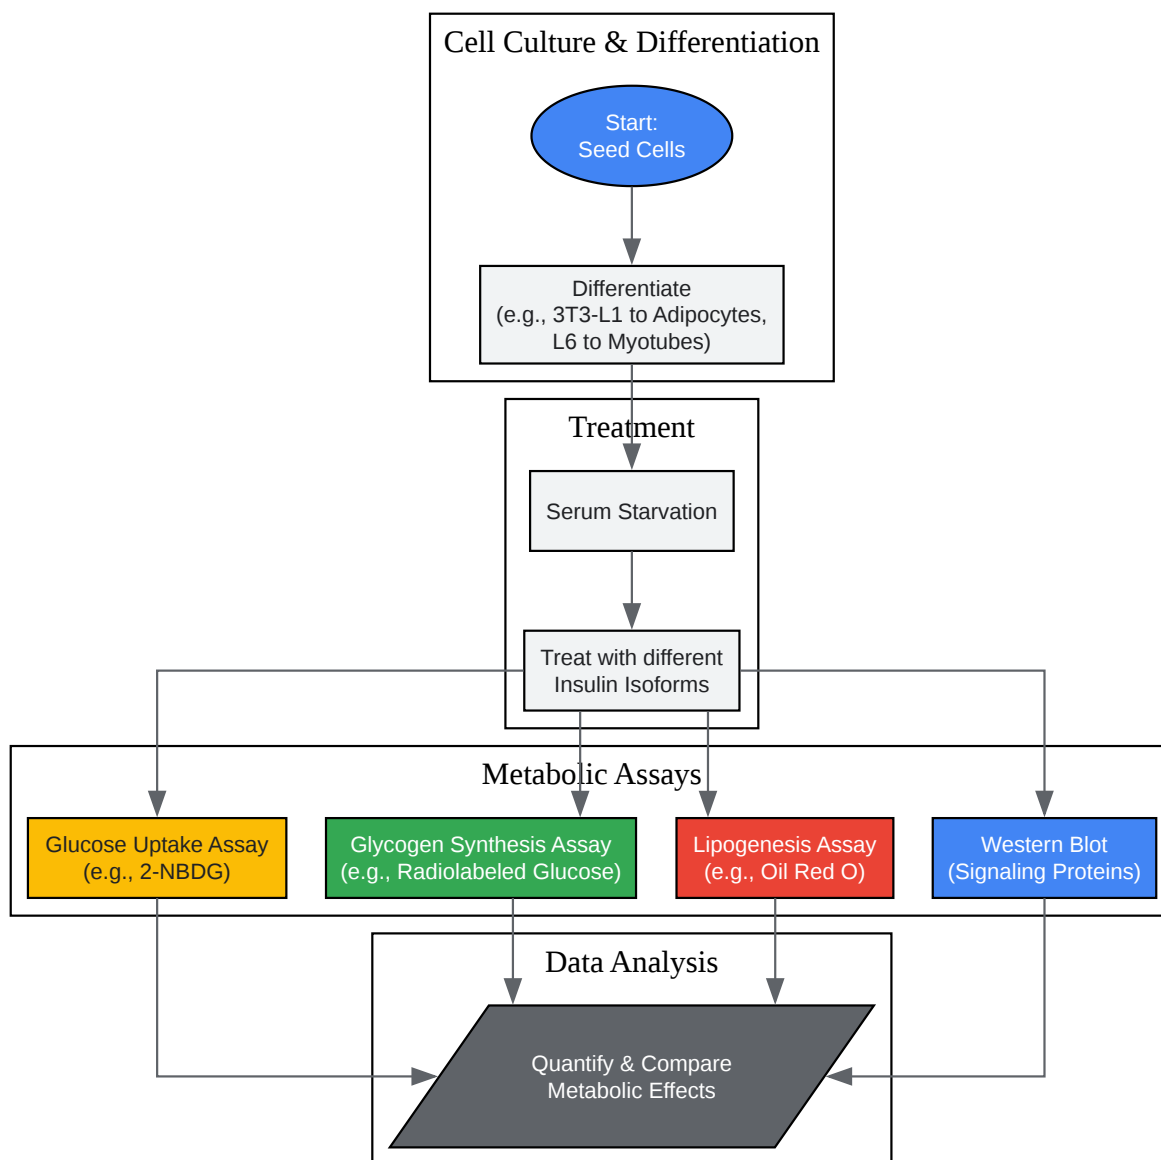 Cell Culture & Differentiation
Start:
Seed Cells
Differentiate
(e.g., 3T3-L1 to Adipocytes,
L6 to Myotubes)
Treatment
Serum Starvation
Treat with different
Insulin Isoforms
Metabolic Assays
Glucose Uptake Assay
(e.g., 2-NBDG)
Glycogen Synthesis Assay
(e.g., Radiolabeled Glucose)
Lipogenesis Assay
(e.g., Oil Red O)
Western Blot
(Signaling Proteins)
Data Analysis
Quantify & Compare
Metabolic Effects